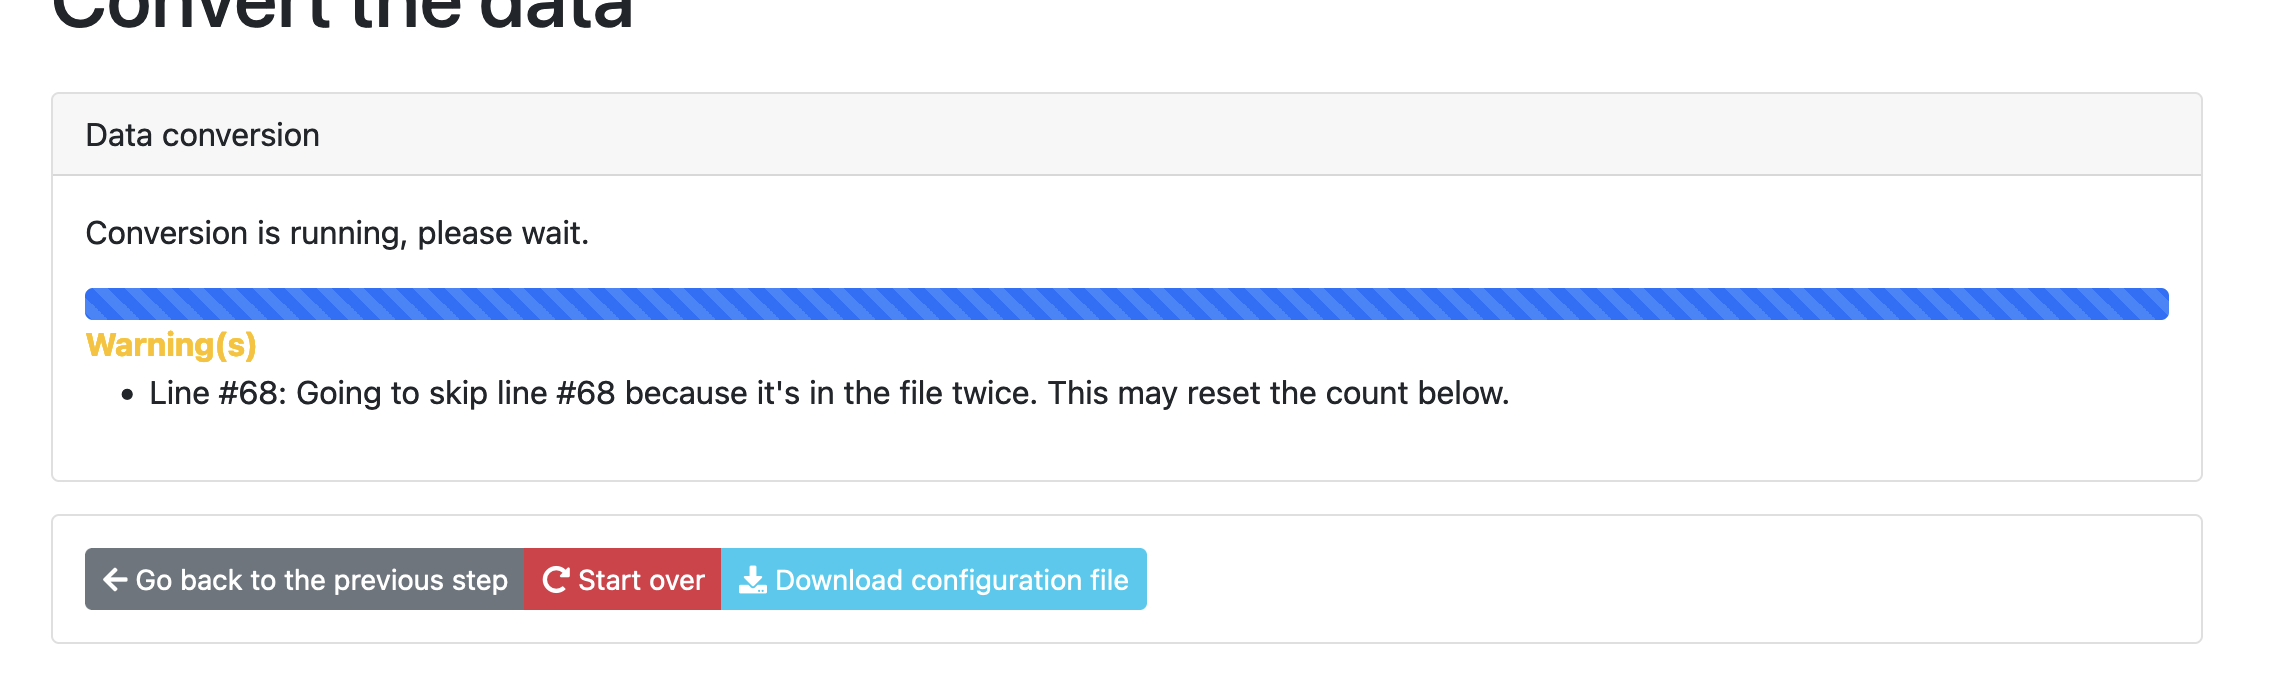 Convert the data
Data conversion
Conversion is running, please wait.
Warning(s)
• Line #68: Going to skip line #68 because it's in the file twice. This may reset the count below.
Go back to the previous step
Start over
Download configuration file